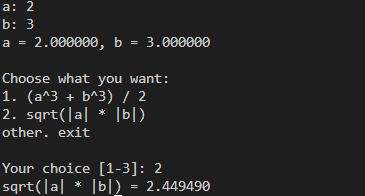 a: 2
b: 3
a = 2.000000, b = 3.000000
Choose what you want:
1. (a^3 + b^3) / 2
2. sqrt(|a| * |b|)
other. exit
Your choice [1-3]: 2
sqrt(|a| * |b|) = 2.449490